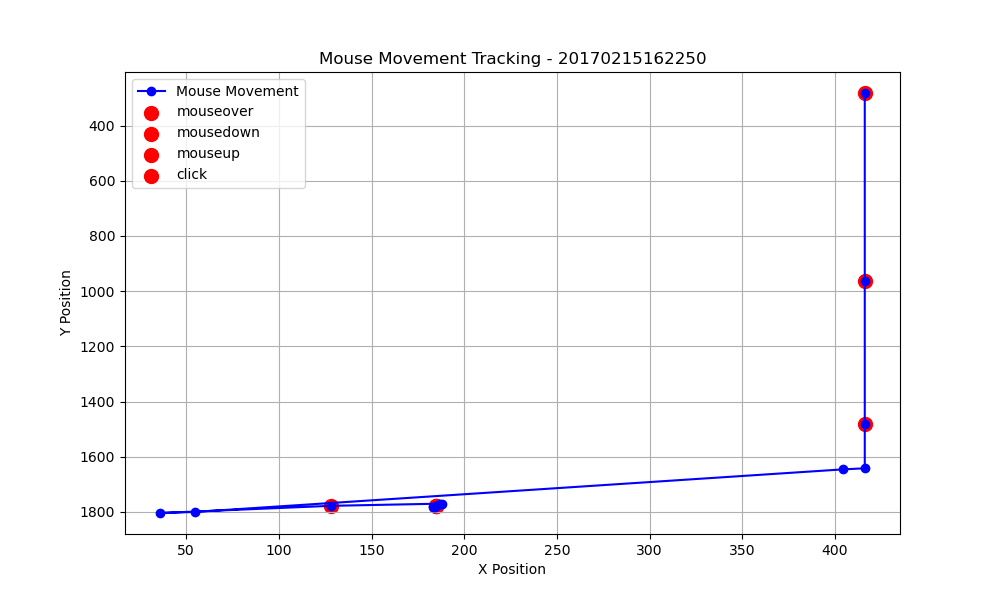 Mouse Movement Tracking - 20170215162250
Mouse Movement
mouseover
mousedown
mouseup
click
400
600
800
1000
1200
1400
1600
1800
Y Position
50 100 150 200 250 300 350 400
X Position